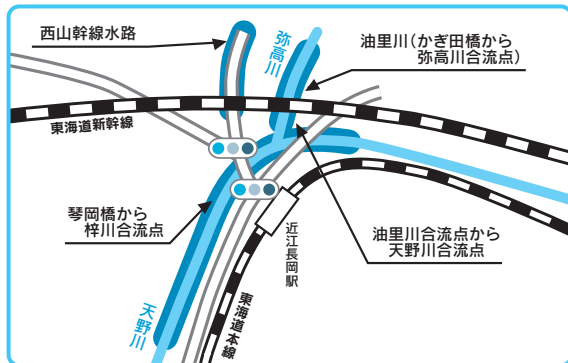 西山幹線水路
弥高川
油里川(かぎ田橋から
弥高川合流点)
東海道新幹線
琴岡橋から
梓川合流点
近江長岡駅
油里川合流点から
天野川合流点
天野川
東海道本線